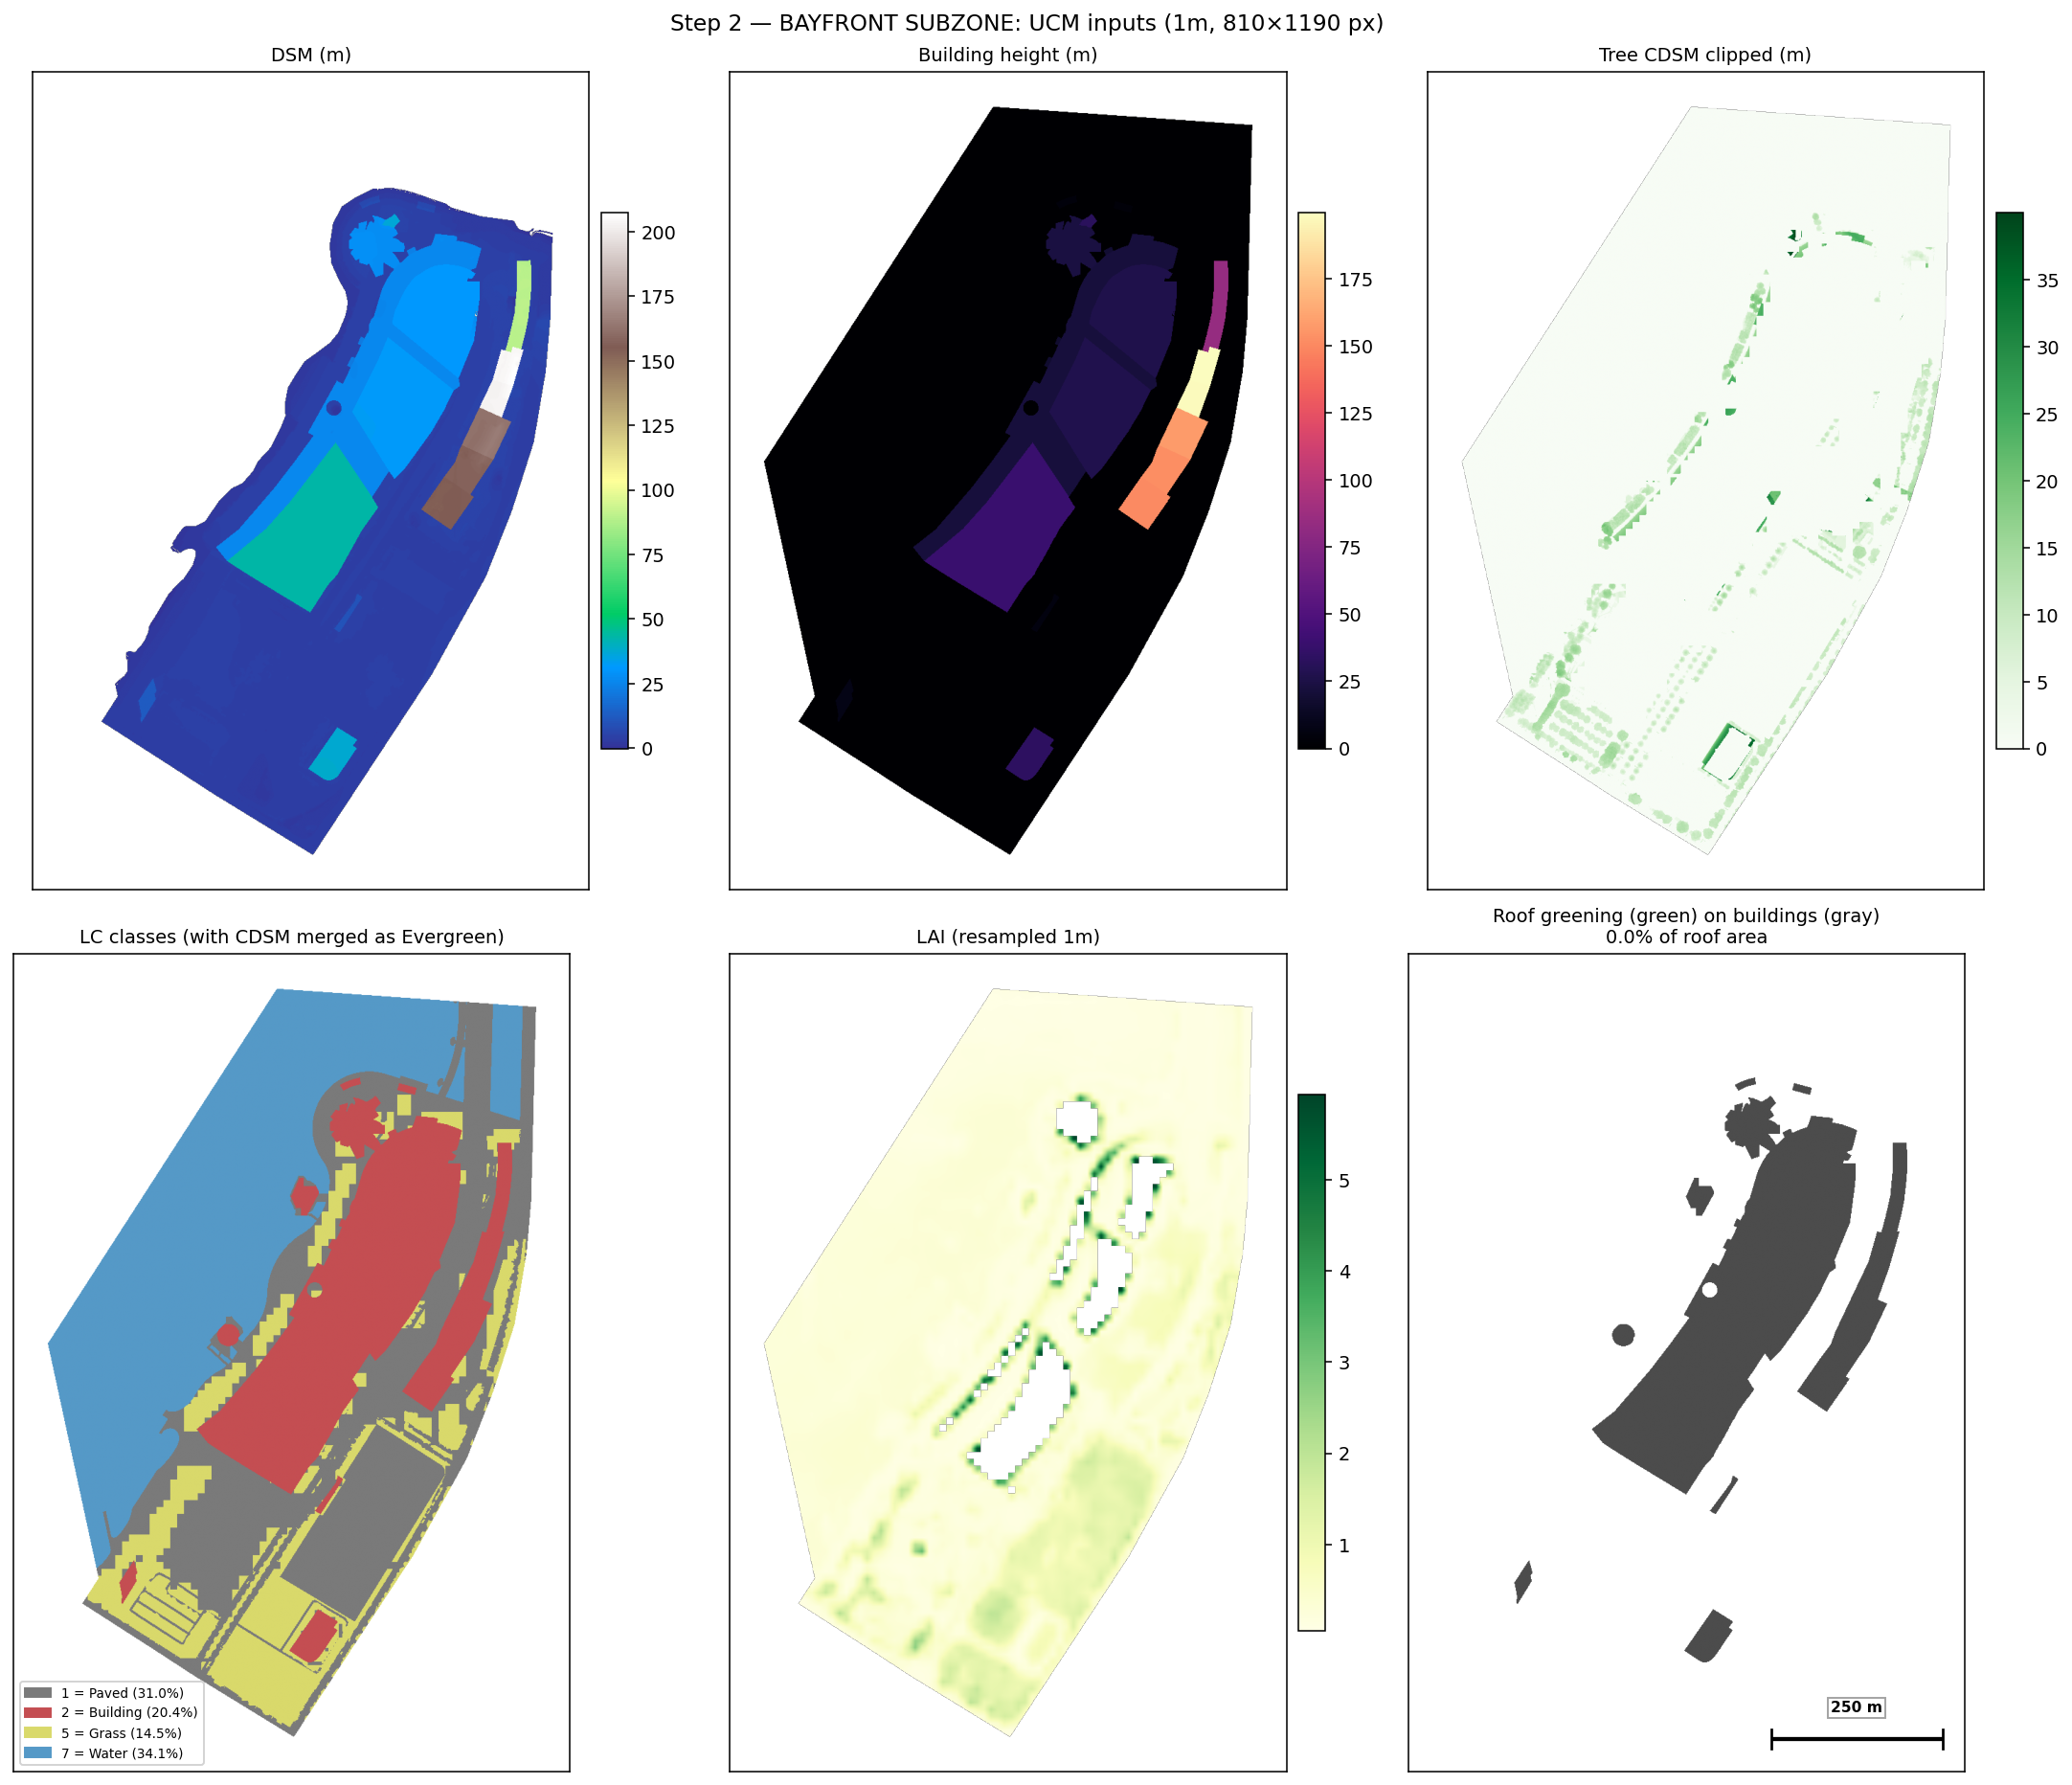 Step 2 — BAYFRONT SUBZONE: UCM inputs (1m, 810×1190 px)
DSM (m)
Building height (m)
Tree CDSM clipped (m)
200
175
150
125
100
75
50
25
0
175
150
125
100
75
50
25
0
35
30
25
20
15
10
5
0
LC classes (with CDSM merged as Evergreen)
LAI (resampled 1m)
Roof greening (green) on buildings (gray)
0.0% of roof area
1 = Paved (31.0%)
2 = Building (20.4%)
5 = Grass (14.5%)
7 = Water (34.1%)
5
4
3
2
1
250 m